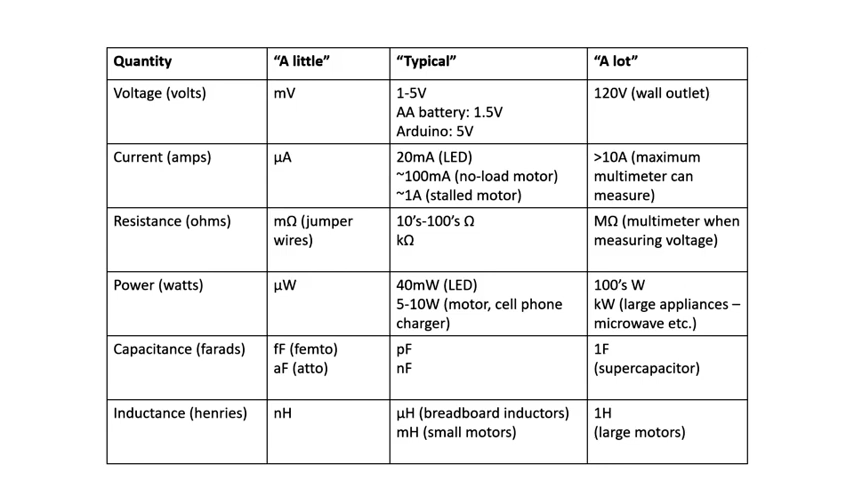 Quantity
“A little”
“Typical”
“A lot”
Voltage (volts)
mV
1-5V
AA battery: 1.5V
Arduino: 5V
120V (wall outlet)
Current (amps)
µA
20mA (LED)
~100mA (no-load motor)
~1A (stalled motor)
>10A (maximum
multimeter can
measure)
Resistance (ohms)
mΩ (jumper
wires)
10’s-100’s Ω
kΩ
MΩ (multimeter when
measuring voltage)
Power (watts)
µW
40mW (LED)
5-10W (motor, cell phone
charger)
100’s W
kW (large appliances –
microwave etc.)
Capacitance (farads)
fF (femto)
aF (atto)
pF
nF
1F
(supercapacitor)
Inductance (henries)
nH
µH (breadboard inductors)
mH (small motors)
1H
(large motors)